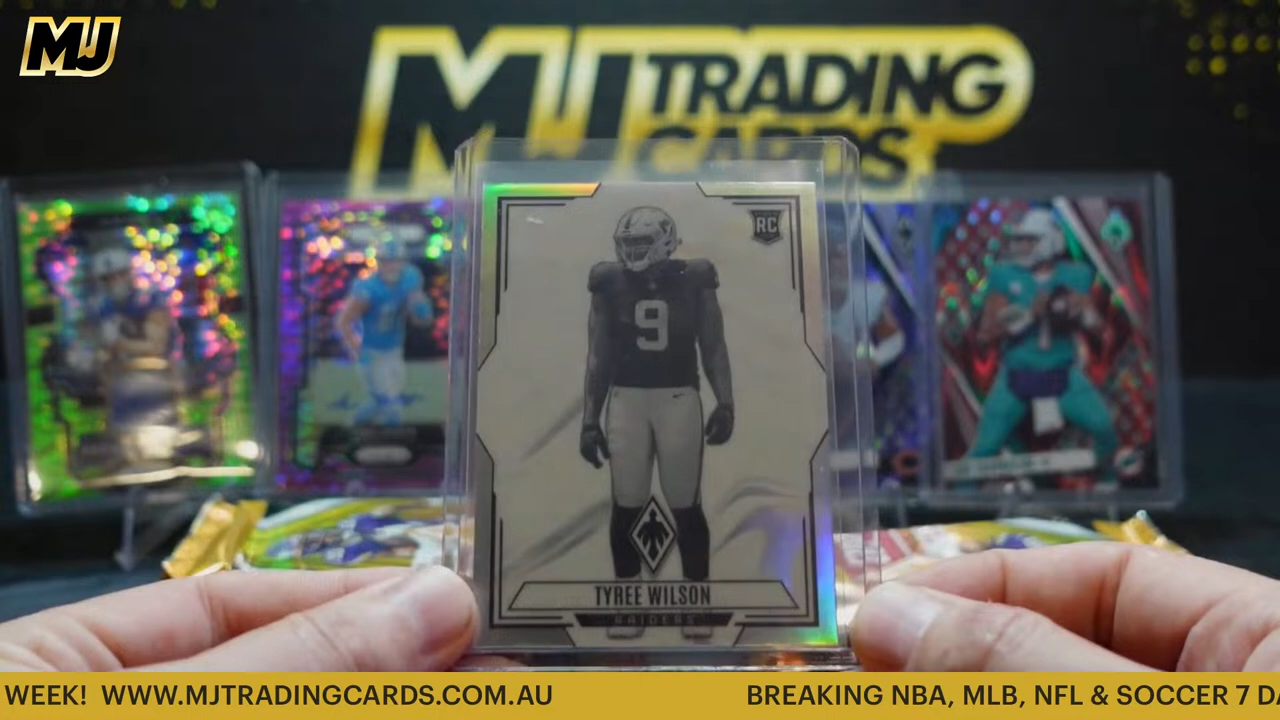 MJ
MJ TRADING
CARDS
RC
9
TYREE WILSON
RAIDERS
WEEK! WWW.MJTRADINGCARDS.COM.AU
BREAKING NBA, MLB, NFL & SOCCER 7 DA